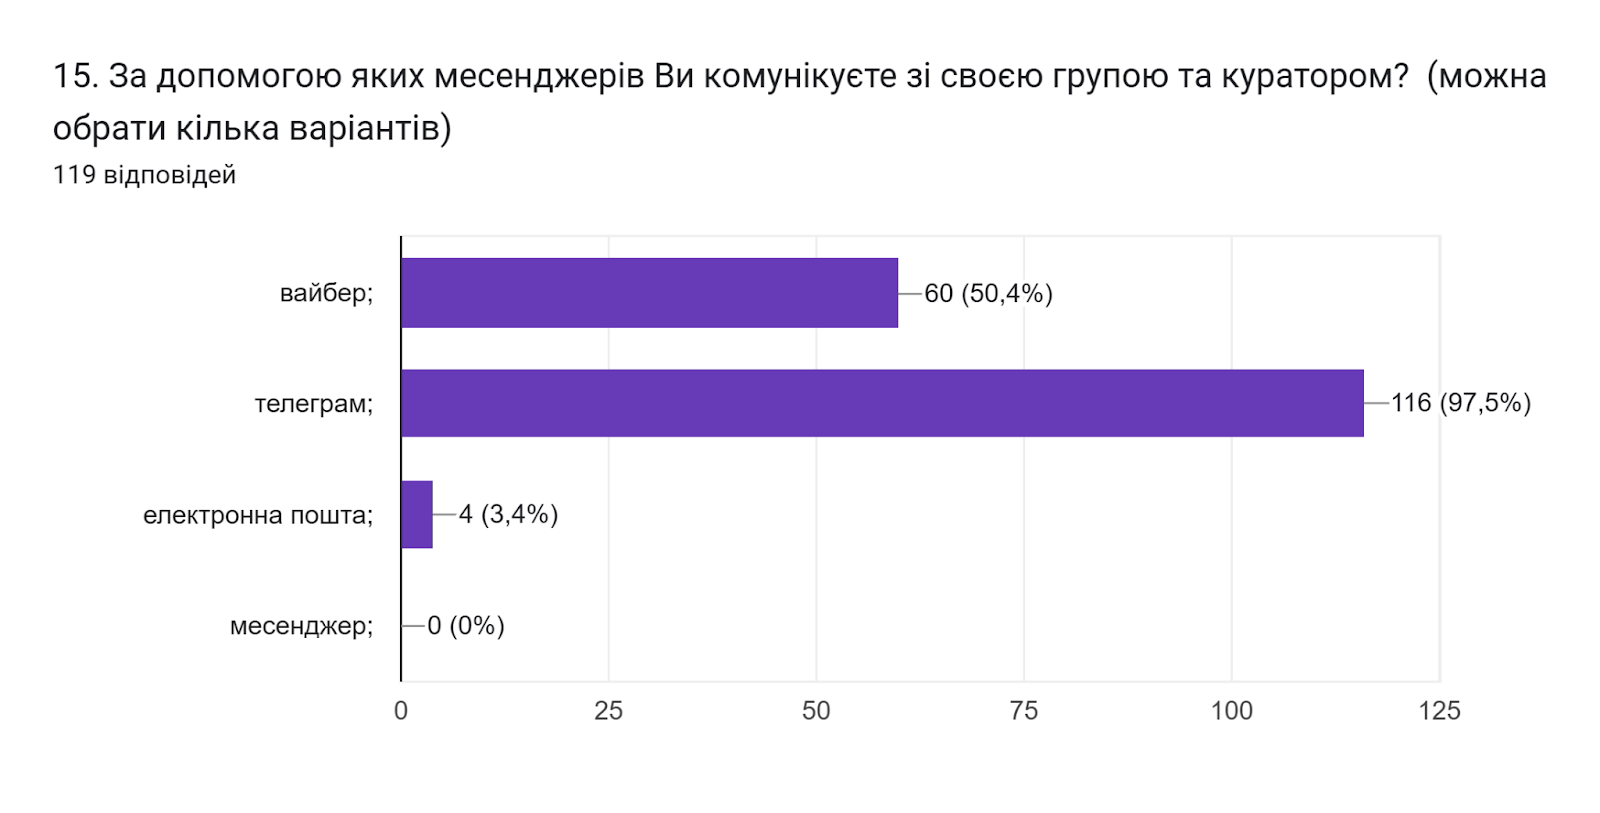 15. За допомогою яких месенджерів Ви комунікуєте зі своєю групою та куратором?  (можна
обрати кілька варіантів)
119 відповідей
вайбер;
60 (50,4%)
телеграм;
116 (97,5%)
електронна пошта;
4 (3,4%)
месенджер;
0 (0%)
0 25 50 75 100 125